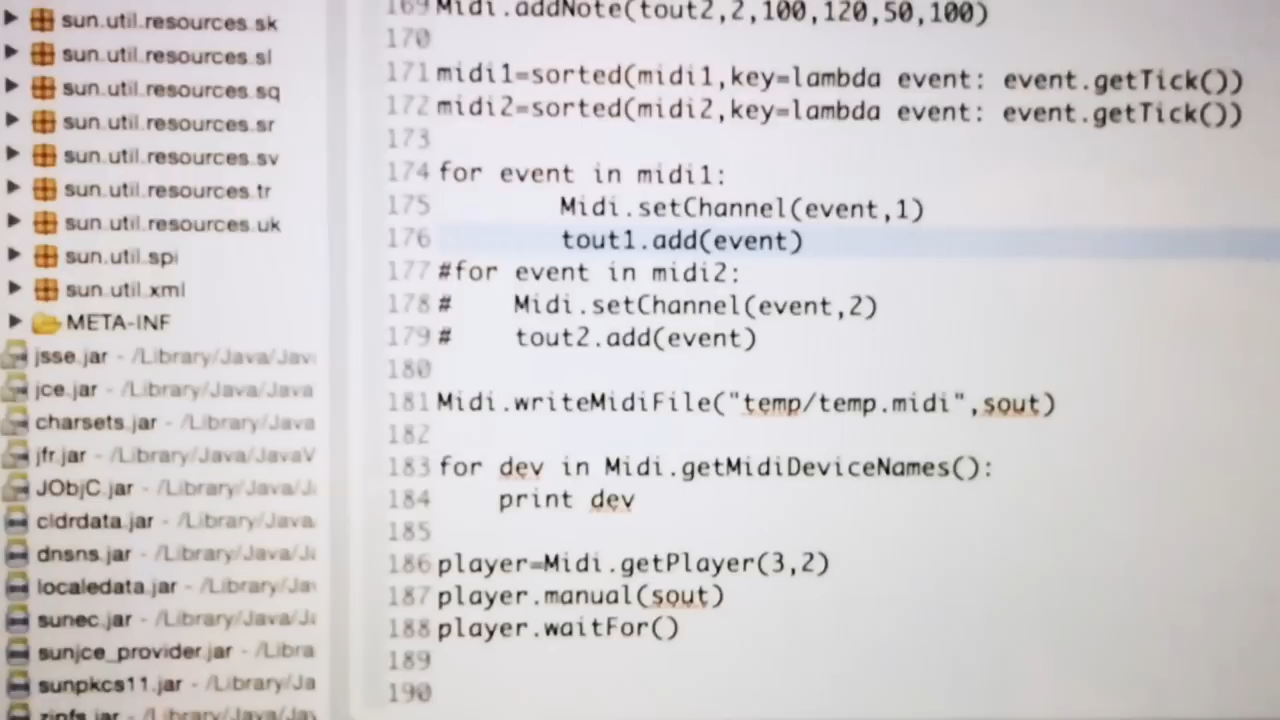 sun.util.resources.sk
sun.util.resources.sl
sun.util.resources.sq
sun.util.resources.sr
sun.util.resources.sv
sun.util.resources.tr
sun.util.resources.uk
sun.util.spi
sun.util.xml
META-INF
jsse.jar - /Library/Java/Jav
jce.jar - /Library/Java/Java
charsets.jar - /Library/Java
jfr.jar - /Library/Java/JavaV
JObjC.jar - /Library/Java/J
cldrdata.jar - /Library/Java
dnsns.jar - /Library/Java/Ja
localedata.jar - /Library/Ja
sunec.jar - /Library/Java/J
sunjce_provider.jar - /Libra
sunpkcs11.jar - /Library/Ja
zipfs.jar - /Library/Java/Jav
169 Midi.addNote(tout2,2,100,120,50,100)
170
171 midi1=sorted(midi1,key=lambda event: event.getTick())
172 midi2=sorted(midi2,key=lambda event: event.getTick())
173
174 for event in midi1:
175 Midi.setChannel(event,1)
176 tout1.add(event)
177 #for event in midi2:
178 # Midi.setChannel(event,2)
179 # tout2.add(event)
180
181 Midi.writeMidiFile("temp/temp.midi",sout)
182
183 for dev in Midi.getMidiDeviceNames():
184 print dev
185
186 player=Midi.getPlayer(3,2)
187 player.manual(sout)
188 player.waitFor()
189
190